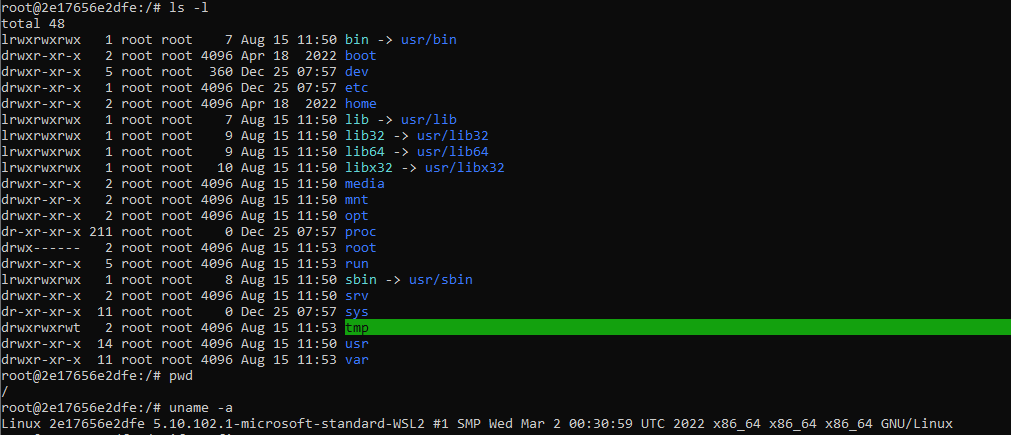 root@2e17656e2dfe:/# ls -l
total 48
lrwxrwxrwx   1 root root    7 Aug 15 11:50 bin -> usr/bin
drwxr-xr-x   2 root root 4096 Apr 18  2022 boot
drwxr-xr-x   5 root root  360 Dec 25 07:57 dev
drwxr-xr-x   1 root root 4096 Dec 25 07:57 etc
drwxr-xr-x   2 root root 4096 Apr 18  2022 home
lrwxrwxrwx   1 root root    7 Aug 15 11:50 lib -> usr/lib
lrwxrwxrwx   1 root root    9 Aug 15 11:50 lib32 -> usr/lib32
lrwxrwxrwx   1 root root    9 Aug 15 11:50 lib64 -> usr/lib64
lrwxrwxrwx   1 root root   10 Aug 15 11:50 libx32 -> usr/libx32
drwxr-xr-x   2 root root 4096 Aug 15 11:50 media
drwxr-xr-x   2 root root 4096 Aug 15 11:50 mnt
drwxr-xr-x   2 root root 4096 Aug 15 11:50 opt
dr-xr-xr-x 211 root root    0 Dec 25 07:57 proc
drwx------   2 root root 4096 Aug 15 11:53 root
drwxr-xr-x   5 root root 4096 Aug 15 11:53 run
lrwxrwxrwx   1 root root    8 Aug 15 11:50 sbin -> usr/sbin
drwxr-xr-x   2 root root 4096 Aug 15 11:50 srv
dr-xr-xr-x  11 root root    0 Dec 25 07:57 sys
drwxrwxrwt   2 root root 4096 Aug 15 11:53 tmp
drwxr-xr-x  14 root root 4096 Aug 15 11:50 usr
drwxr-xr-x  11 root root 4096 Aug 15 11:53 var
root@2e17656e2dfe:/# pwd
/
root@2e17656e2dfe:/# uname -a
Linux 2e17656e2dfe 5.10.102.1-microsoft-standard-WSL2 #1 SMP Wed Mar 2 00:30:59 UTC 2022 x86_64 x86_64 x86_64 GNU/Linux